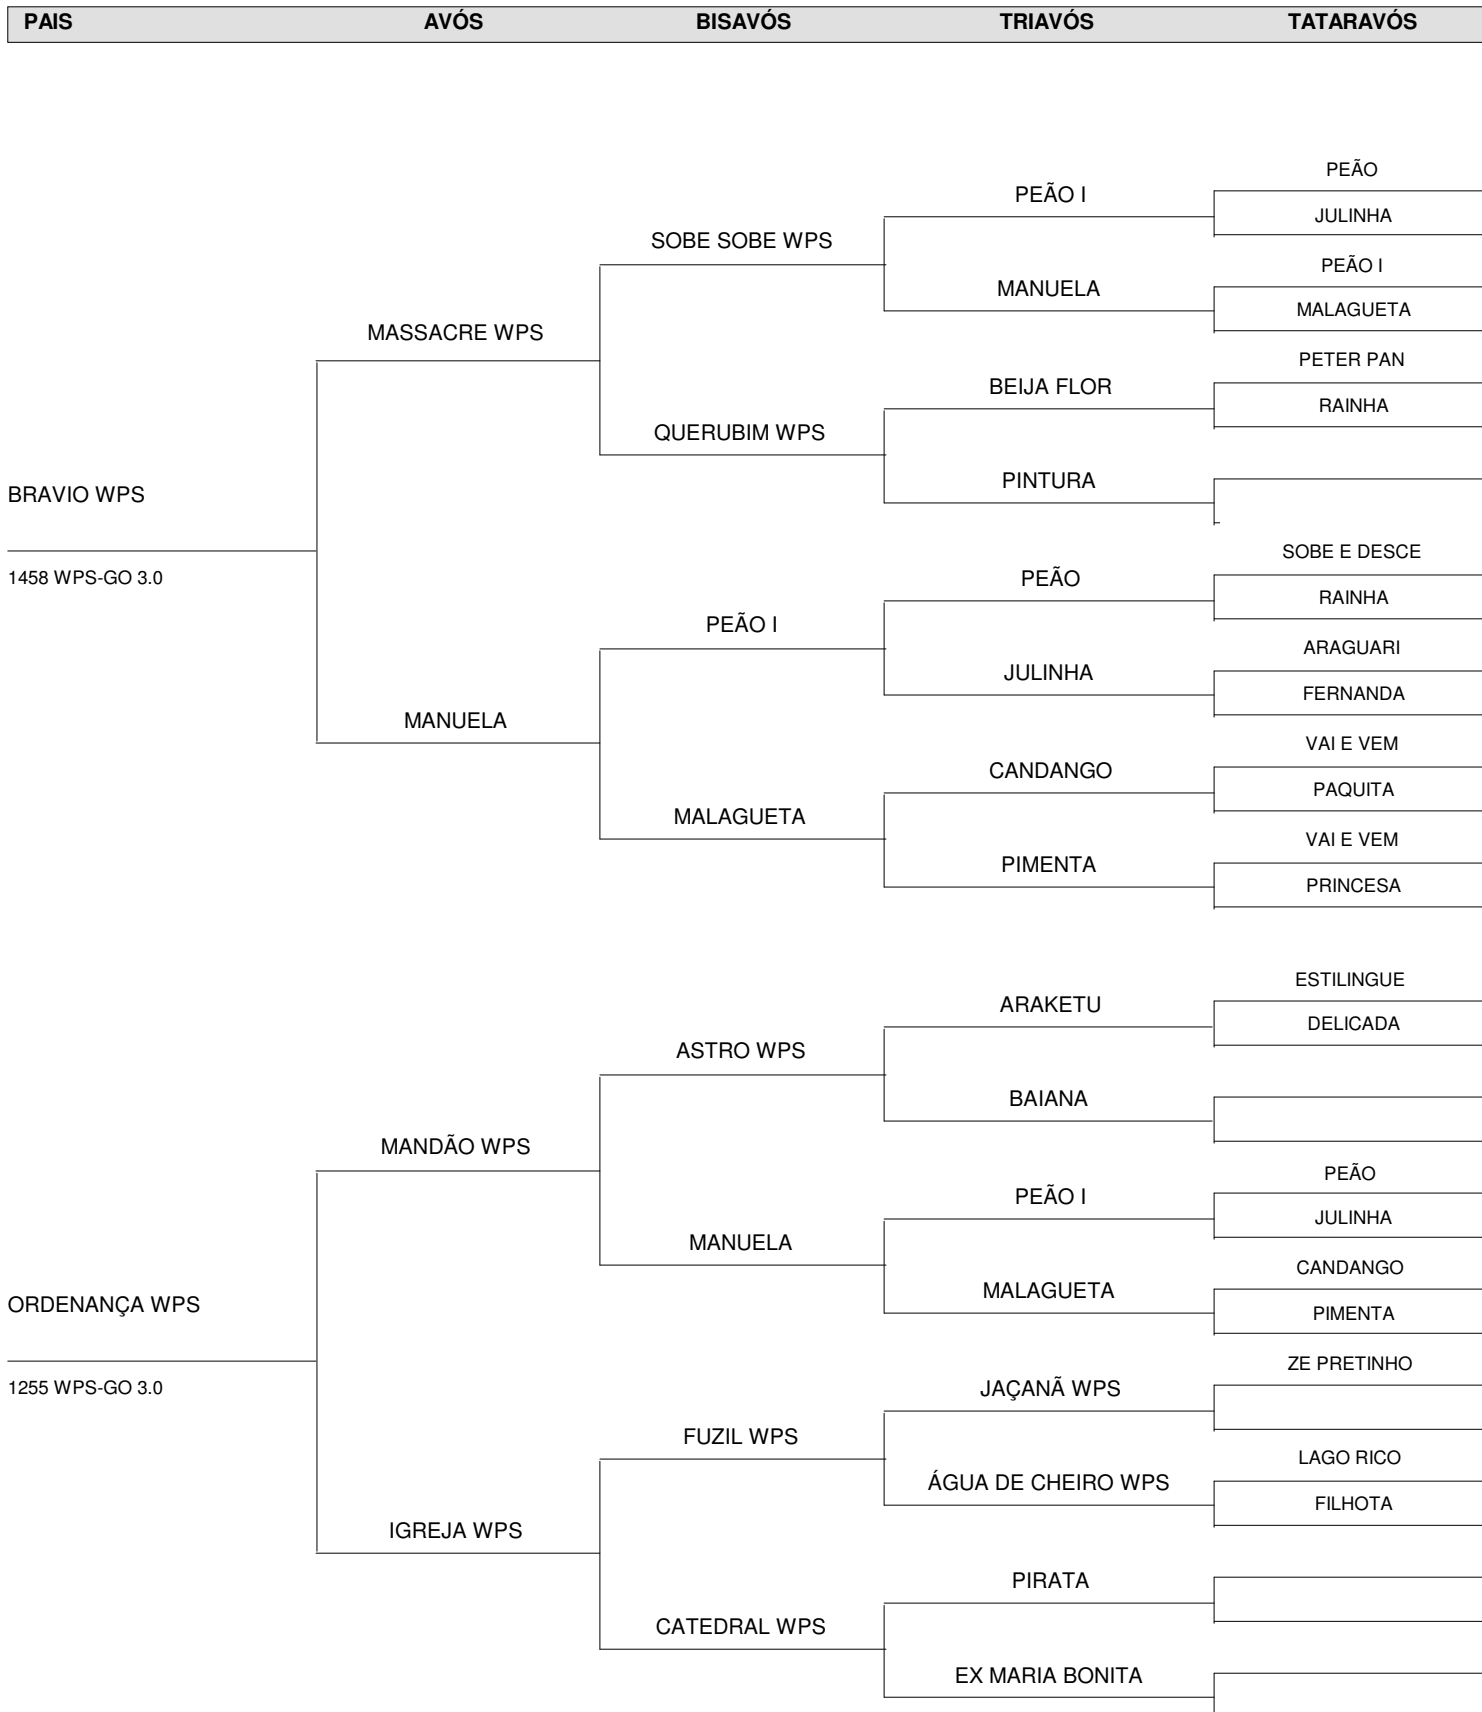 PAIS AVÓS BISAVÓS TRIAVÓS TATARAVÓS
PEÃO
PEÃO I
JULINHA
SOBE SOBE WPS
PEÃO I
MANUELA
MALAGUETA
MASSACRE WPS
PETER PAN
BEIJA FLOR
RAINHA
QUERUBIM WPS
PINTURA
BRAVIO WPS
SOBE E DESCE
1458 WPS-GO 3.0
PEÃO
RAINHA
PEÃO I
ARAGUARI
JULINHA
FERNANDA
MANUELA
VAI E VEM
CANDANGO
PAQUITA
MALAGUETA
VAI E VEM
PIMENTA
PRINCESA
ESTILINGUE
ARAKETU
DELICADA
ASTRO WPS
BAIANA
MANDÃO WPS
PEÃO
PEÃO I
JULINHA
MANUELA
CANDANGO
MALAGUETA
ORDENANÇA WPS
PIMENTA
ZE PRETINHO
1255 WPS-GO 3.0
JAÇANÃ WPS
FUZIL WPS
LAGO RICO
ÁGUA DE CHEIRO WPS
FILHOTA
IGREJA WPS
PIRATA
CATEDRAL WPS
EX MARIA BONITA